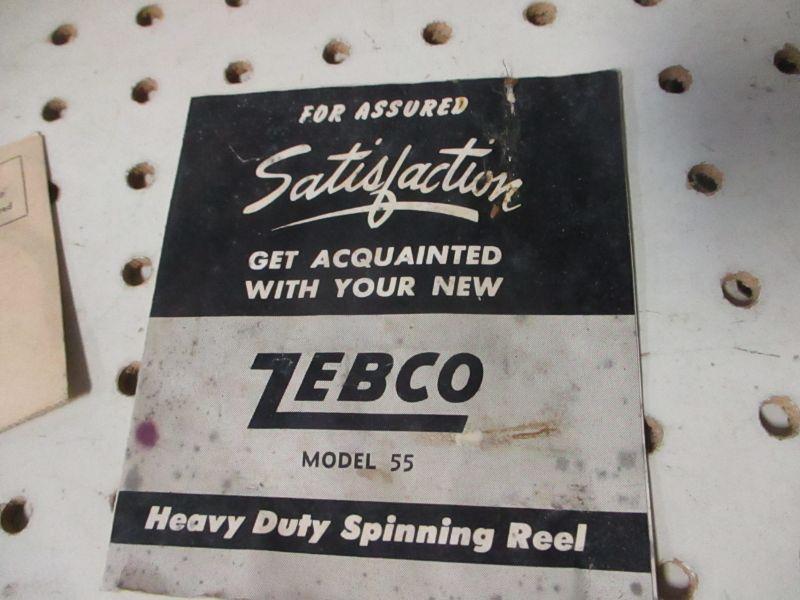 FOR ASSURED
Satisfaction
GET ACQUAINTED
WITH YOUR NEW
ZEBCO
MODEL 55
Heavy Duty Spinning Reel